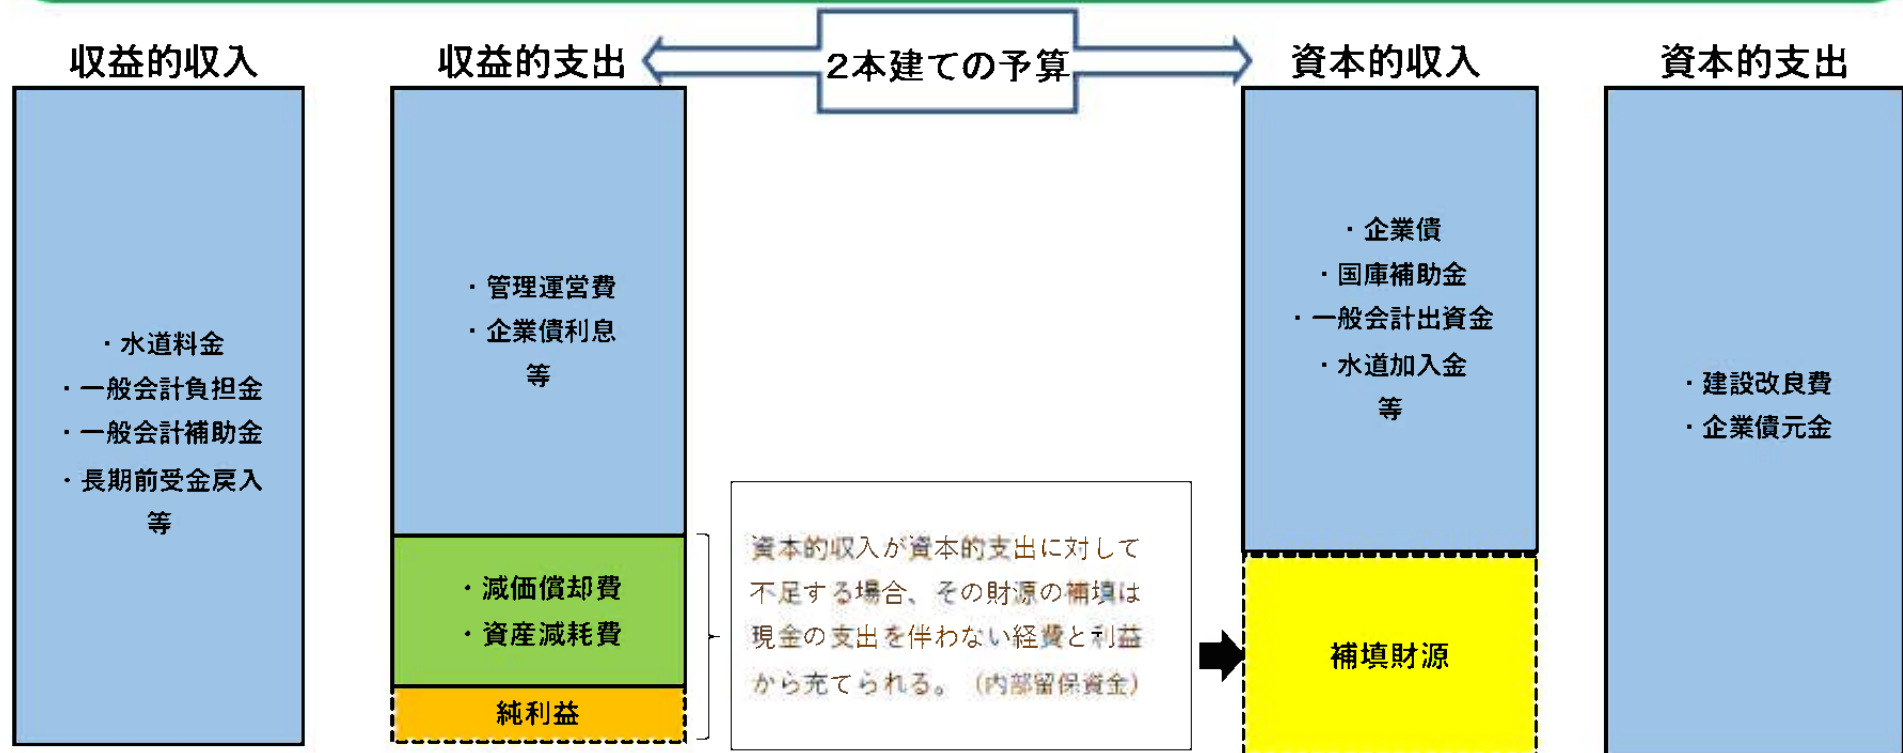 2本建ての予算
収益的収入
・水道料金
・一般会計負担金
・一般会計補助金
・長期前受金戻入
等
収益的支出
・管理運営費
・企業債利息
等
・減価償却費
・資産減耗費
純利益
資本的収入が資本的支出に対して
不足する場合、その財源の補填は
現金の支出を伴わない経費と利益
から充てられる。（内部留保資金）
資本的収入
・企業債
・国庫補助金
・一般会計出資金
・水道加入金
等
補填財源
資本的支出
・建設改良費
・企業債元金